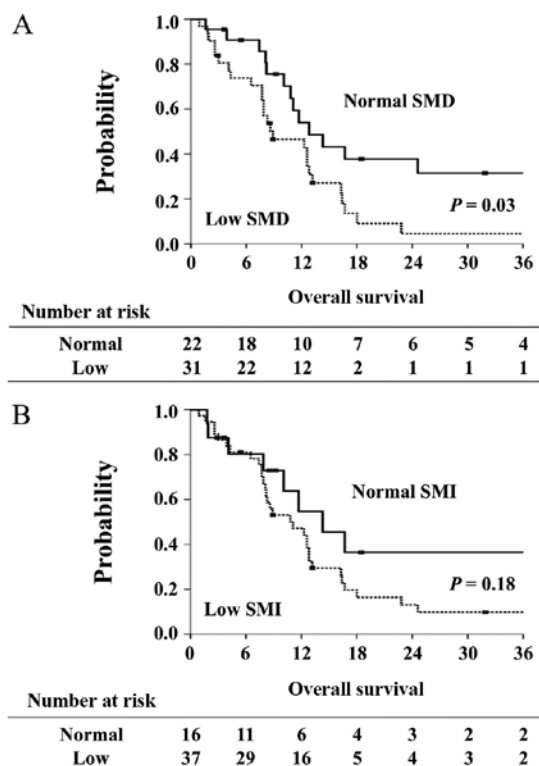 A
Probability
1.0
0.8
0.6
0.4
0.2
0.0
Normal SMD
Low SMD
P = 0.03
0 6 12 18 24 30 36
Overall survival
Number at risk
Normal 22 18 10 7 6 5 4
Low 31 22 12 2 1 1 1
B
Probability
1.0
0.8
0.6
0.4
0.2
0.0
Normal SMI
Low SMI
P = 0.18
0 6 12 18 24 30 36
Overall survival
Number at risk
Normal 16 11 6 4 3 2 2
Low 37 29 16 5 4 3 2